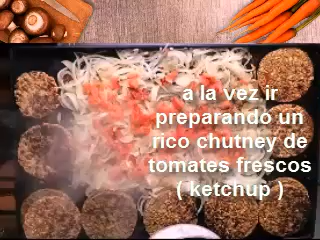 a la vez ir
preparando un
rico chutney de
tomates frescos
( ketchup )